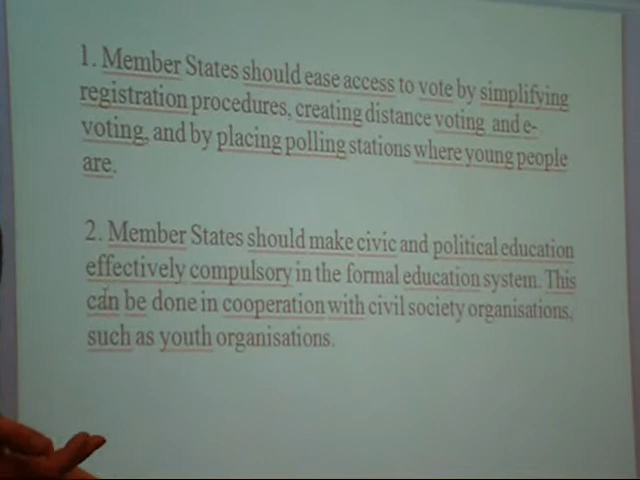 1. Member States should ease access to vote by simplifying
registration procedures, creating distance voting and e-
voting, and by placing polling stations where young people
are.
2. Member States should make civic and political education
effectively compulsory in the formal education system. This
can be done in cooperation with civil society organisations,
such as youth organisations.